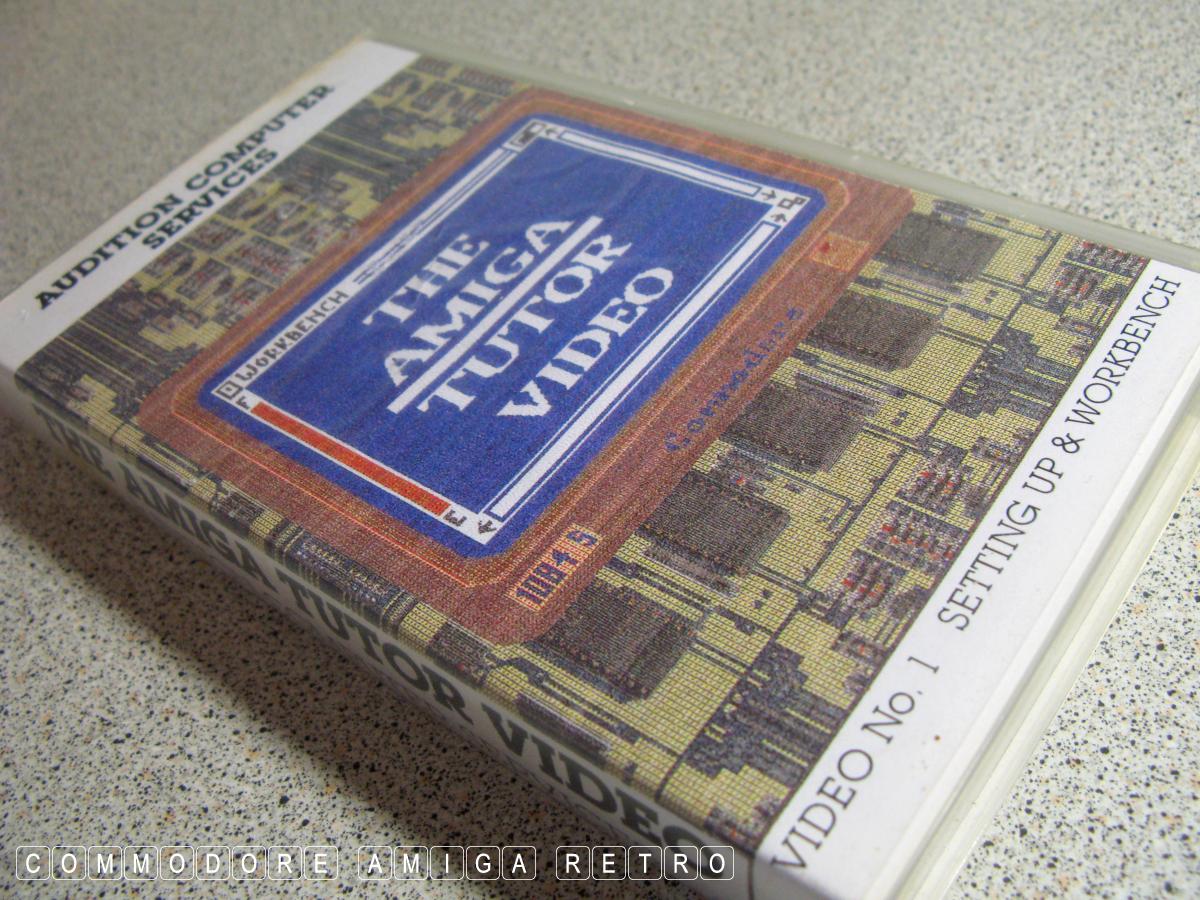 AUDITION COMPUTER
SERVICES
WORKBENCH
THE
AMIGA
TUTOR
VIDEO
Commodore
1084 S
VIDEO No. 1 SETTING UP & WORKBENCH
THE AMIGA TUTOR VIDEO
COMMODORE AMIGA RETRO